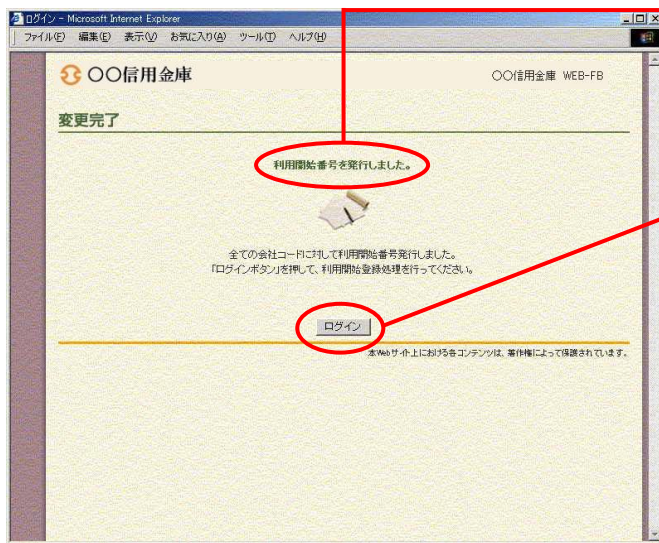 ログイン - Microsoft Internet Explorer
ファイル(F) 編集(E) 表示(V) お気に入り(A) ツール(T) ヘルプ(H)
〇〇信用金庫
〇〇信用金庫 WEB-FB
変更完了
利用開始番号を発行しました。
全ての会社コードに対して利用開始番号発行しました。
「ログインボタン」を押して、利用開始登録処理を行ってください。
ログイン
本Webサイト上における各コンテンツは、著作権によって保護されています。